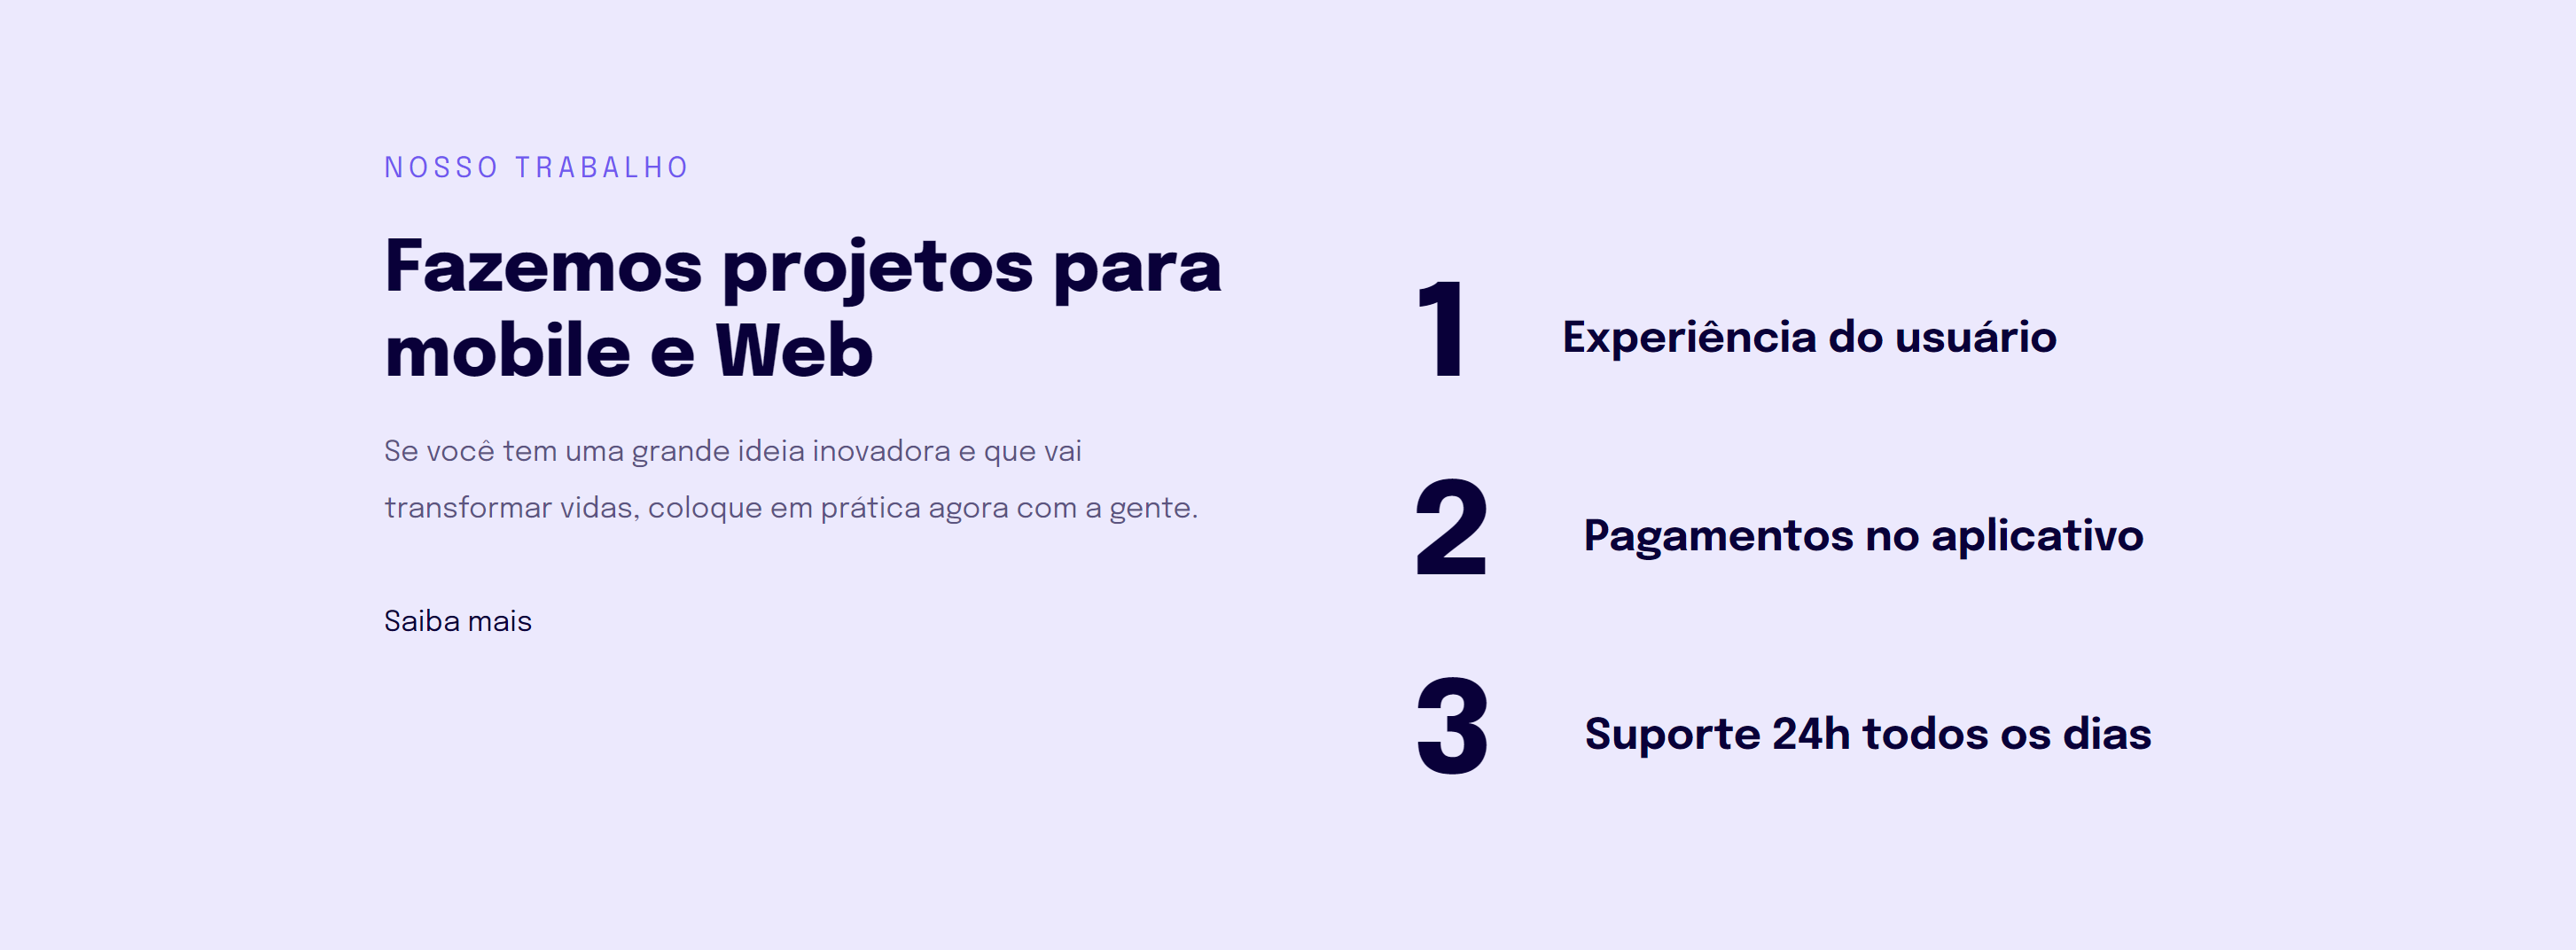 NOSSO TRABALHO
Fazemos projetos para
mobile e Web
Se você tem uma grande ideia inovadora e que vai
transformar vidas, coloque em prática agora com a gente.
Saiba mais
1 Experiência do usuário
2 Pagamentos no aplicativo
3 Suporte 24h todos os dias